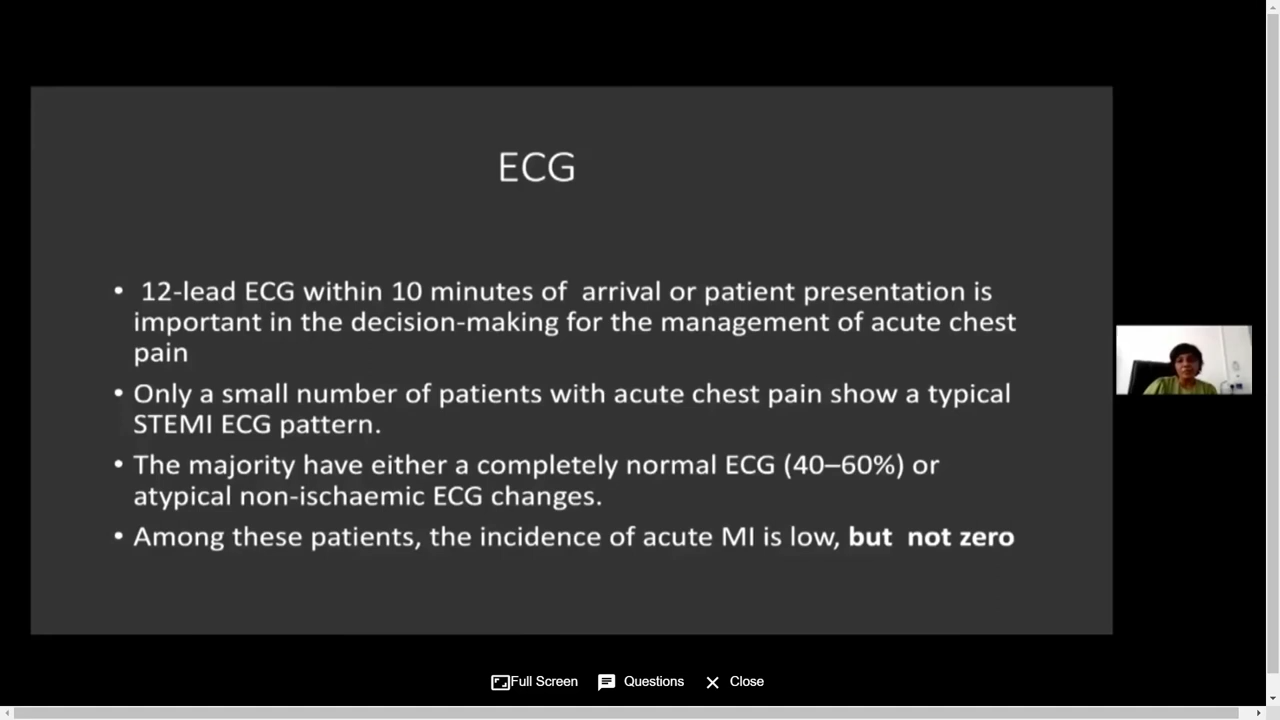 ECG
• 12-lead ECG within 10 minutes of arrival or patient presentation is
important in the decision-making for the management of acute chest
pain
• Only a small number of patients with acute chest pain show a typical
STEMI ECG pattern.
• The majority have either a completely normal ECG (40–60%) or
atypical non-ischaemic ECG changes.
• Among these patients, the incidence of acute MI is low, but not zero
Full Screen Questions Close